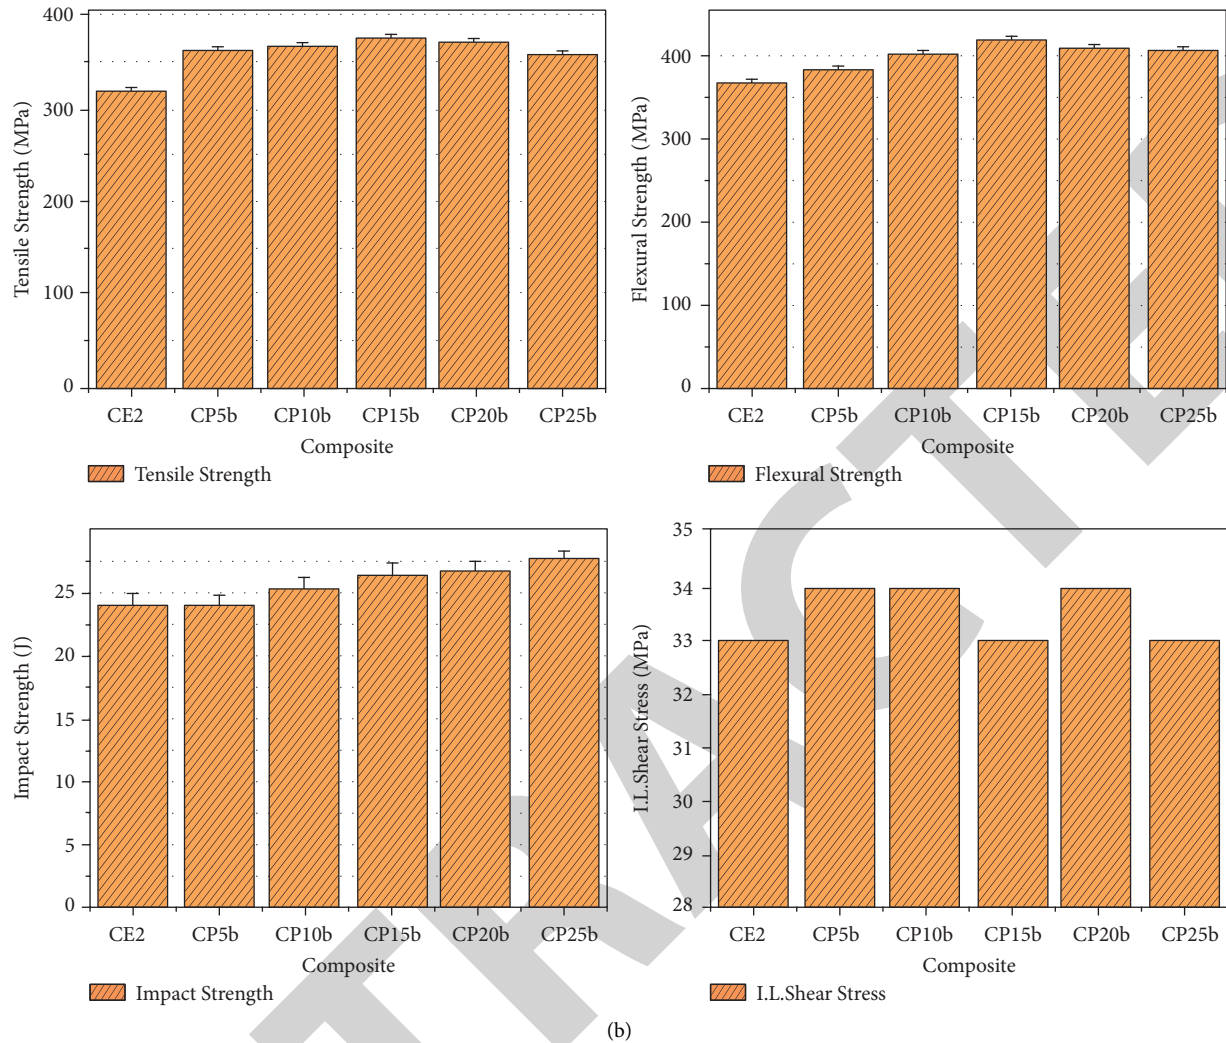 400
300
200
100
0
Tensile Strength (MPa)
CE2 CP5b CP10b CP15b CP20b CP25b
Composite
Tensile Strength
400
300
200
100
0
Flexural Strength (MPa)
CE2 CP5b CP10b CP15b CP20b CP25b
Composite
Flexural Strength
25
20
15
10
5
0
Impact Strength (J)
CE2 CP5b CP10b CP15b CP20b CP25b
Composite
Impact Strength
35
34
33
32
31
30
29
28
I.L.Shear Stress (MPa)
CE2 CP5b CP10b CP15b CP20b CP25b
Composite
I.L.Shear Stress
(b)
TRACTE